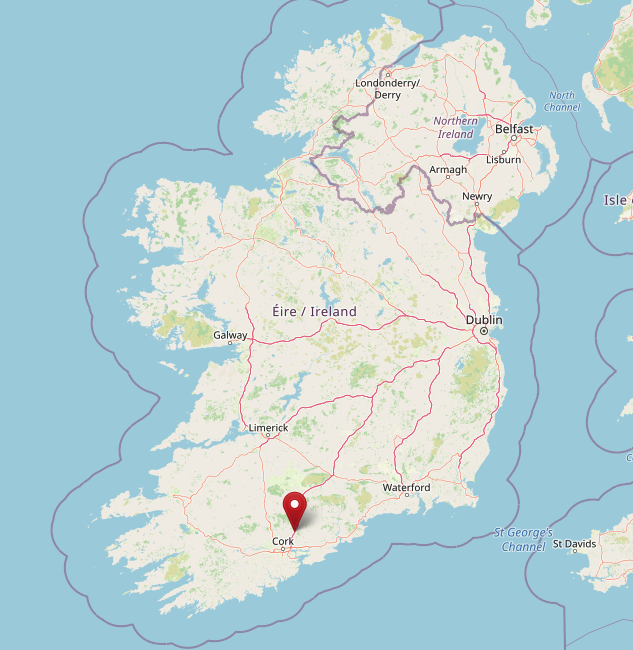 Londonderry/
Derry
North
Channel
Northern
Ireland
Belfast
Lisburn
Armagh
Newry
Isle
Éire / Ireland
Dublin
Galway
Limerick
Waterford
Cork
St George's
Channel
St Davids